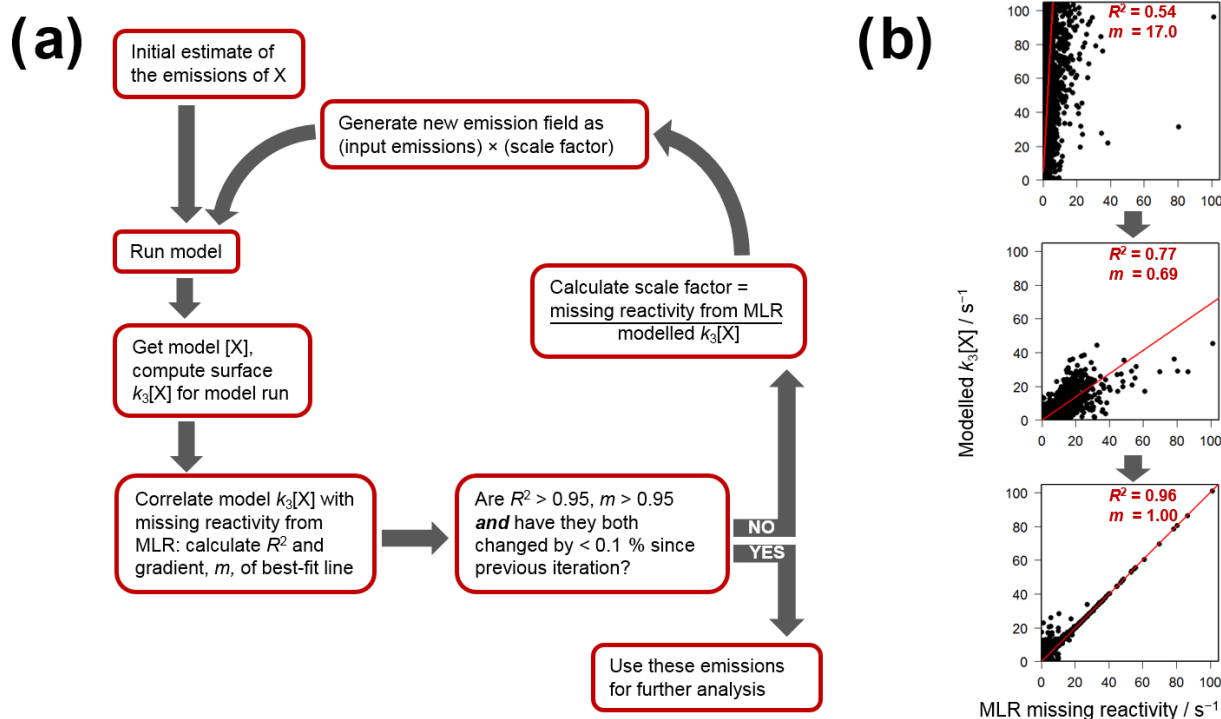 (a)
Initial estimate of
the emissions of X
Generate new emission field as
(input emissions) × (scale factor)
Run model
Calculate scale factor =
missing reactivity from MLR
modelled k₃[X]
Get model [X],
compute surface
k₃[X] for model run
Correlate model k₃[X] with
missing reactivity from
MLR: calculate R² and
gradient, m, of best-fit line
Are R² > 0.95, m > 0.95
and have they both
changed by < 0.1 % since
previous iteration?
NO
YES
Use these emissions
for further analysis
(b)
R² = 0.54
m = 17.0
100
80
60
40
20
0
0 20 40 60 80 100
R² = 0.77
m = 0.69
100
80
60
40
20
0
0 20 40 60 80 100
R² = 0.96
m = 1.00
100
80
60
40
20
0
0 20 40 60 80 100
Modelled k₃[X] / s⁻¹
MLR missing reactivity / s⁻¹